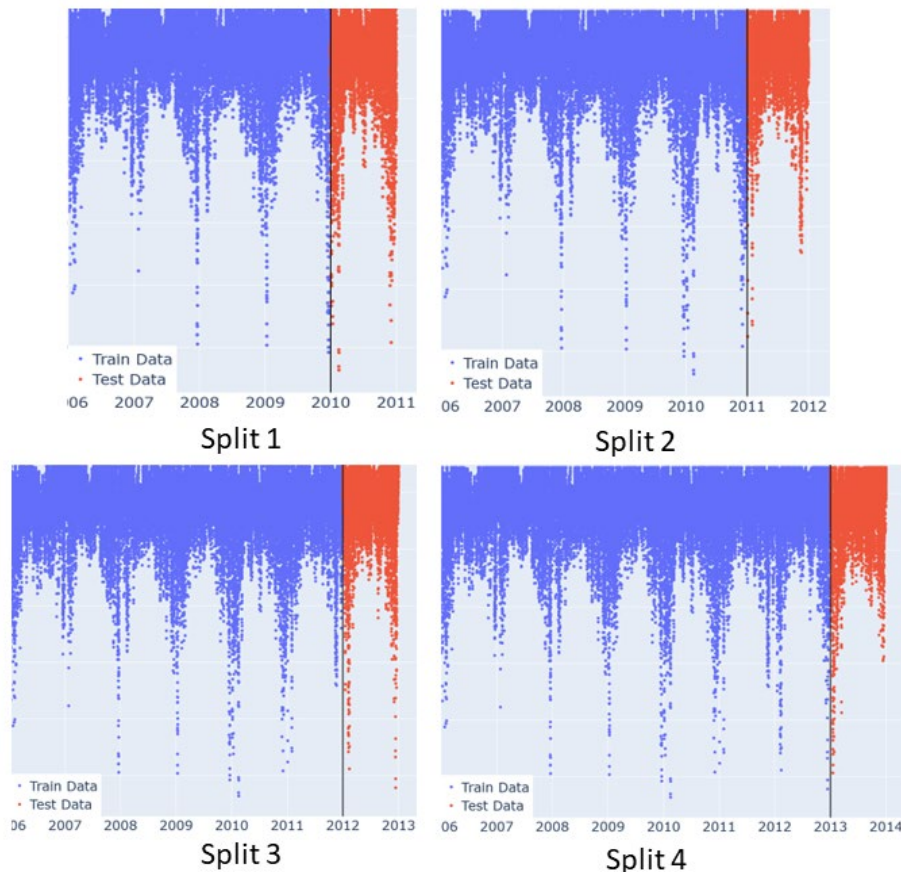 Train Data
Test Data
06 2007 2008 2009 2010 2011
Split 1
Train Data
Test Data
06 2007 2008 2009 2010 2011 2012
Split 2
Train Data
Test Data
06 2007 2008 2009 2010 2011 2012 2013
Split 3
Train Data
Test Data
06 2007 2008 2009 2010 2011 2012 2013 2014
Split 4